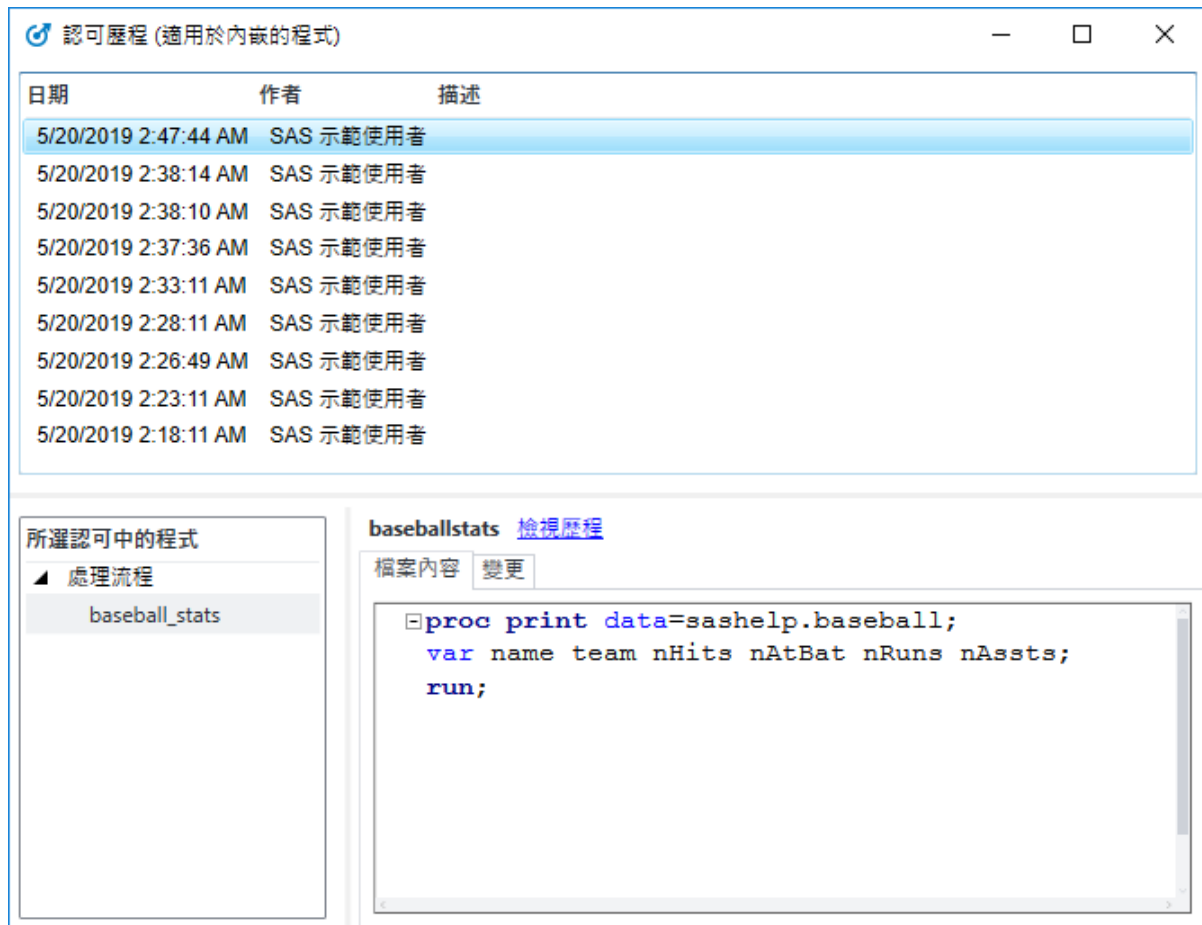 認可歷程 (適用於內嵌的程式)
日期 作者 描述
5/20/2019 2:47:44 AM SAS 示範使用者
5/20/2019 2:38:14 AM SAS 示範使用者
5/20/2019 2:38:10 AM SAS 示範使用者
5/20/2019 2:37:36 AM SAS 示範使用者
5/20/2019 2:33:11 AM SAS 示範使用者
5/20/2019 2:28:11 AM SAS 示範使用者
5/20/2019 2:26:49 AM SAS 示範使用者
5/20/2019 2:23:11 AM SAS 示範使用者
5/20/2019 2:18:11 AM SAS 示範使用者
所選認可中的程式
處理流程
baseball_stats
baseballstats 檢視歷程
檔案內容 變更
proc print data=sashelp.baseball;
var name team nHits nAtBat nRuns nAssts;
run;